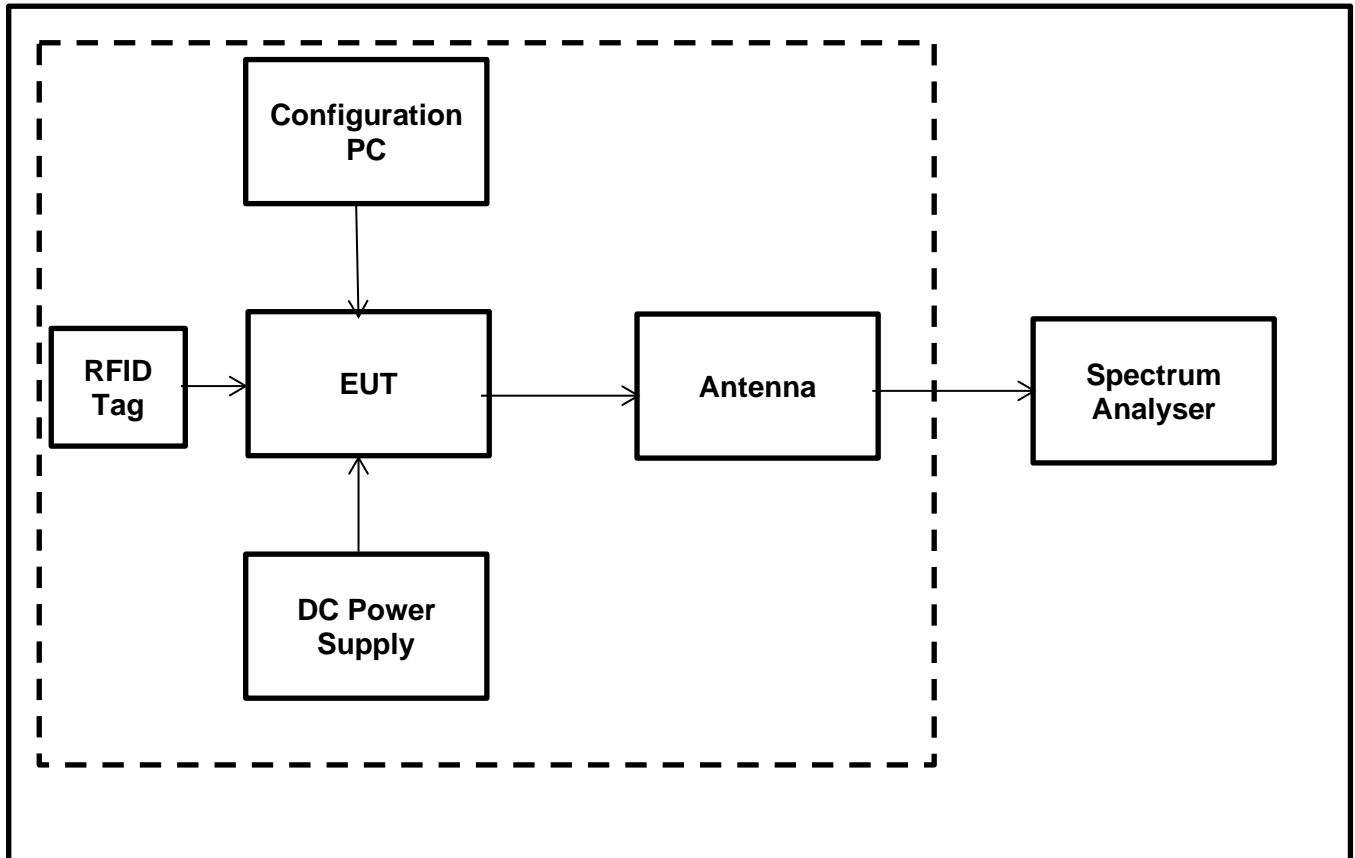 Configuration
PC
RFID
Tag
EUT
Antenna
Spectrum
Analyser
DC Power
Supply